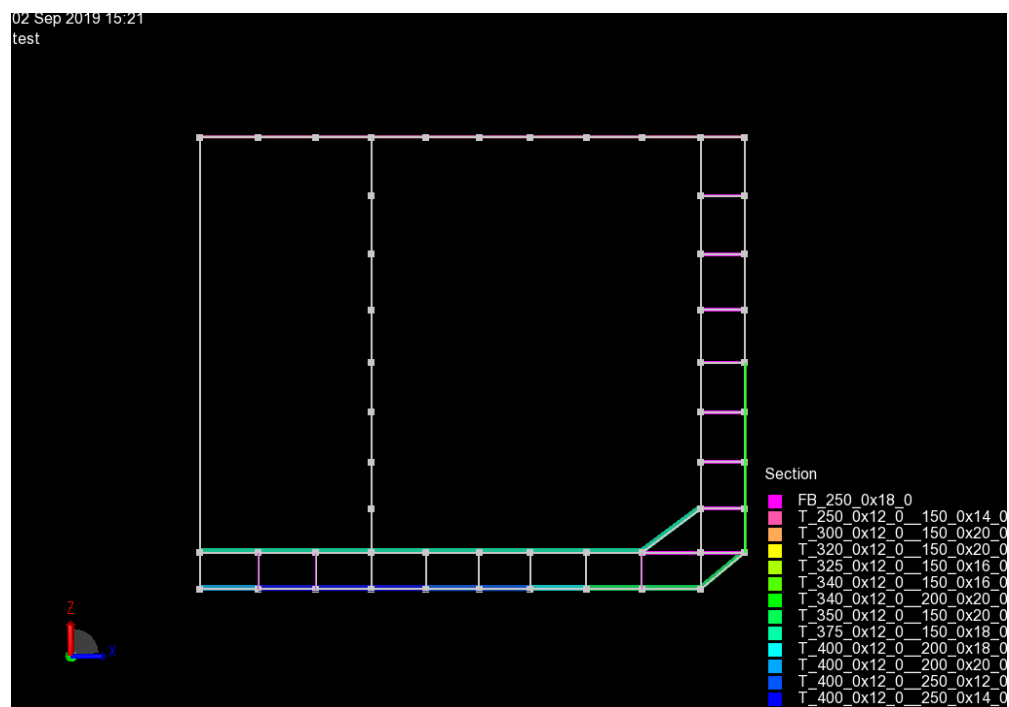 02 Sep 2019 15:21
test
Section
FB_250_0x18_0
T_250_0x12_0__150_0x14_0
T_300_0x12_0__150_0x20_0
T_320_0x12_0__150_0x20_0
T_325_0x12_0__150_0x16_0
T_340_0x12_0__150_0x16_0
T_340_0x12_0__200_0x20_0
T_350_0x12_0__150_0x20_0
T_375_0x12_0__150_0x18_0
T_400_0x12_0__200_0x18_0
T_400_0x12_0__200_0x20_0
T_400_0x12_0__250_0x12_0
T_400_0x12_0__250_0x14_0
Z
X